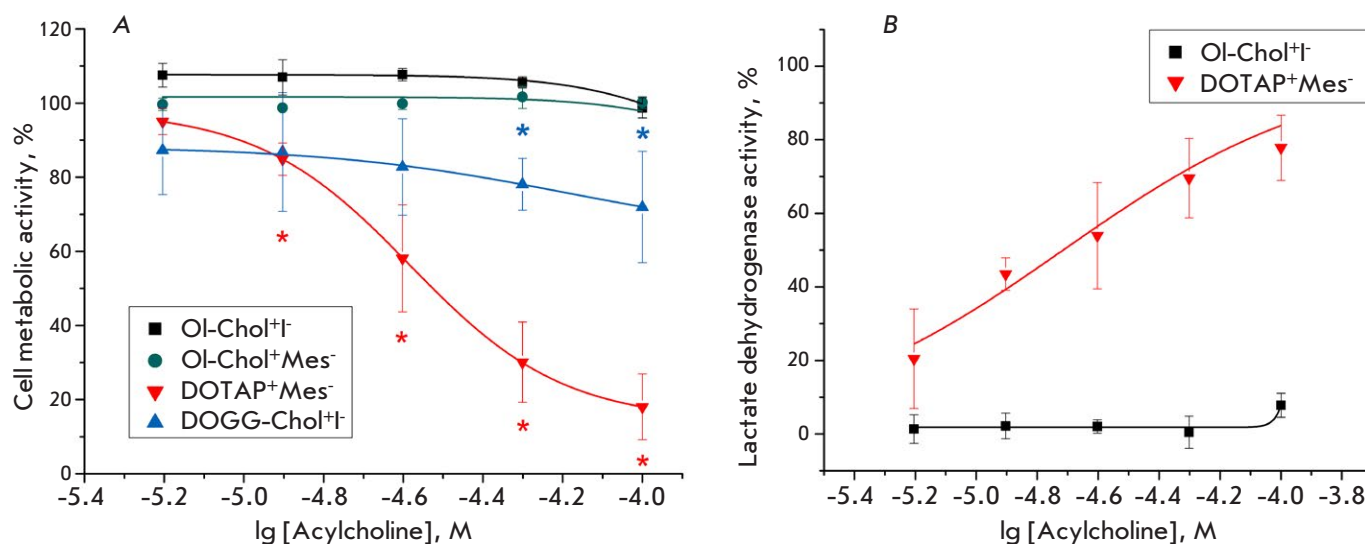 A
120
100
80
60
40
20
0
Cell metabolic activity, %
*
*
*
*
*
*
Ol-Chol⁺I⁻
Ol-Chol⁺Mes⁻
DOTAP⁺Mes⁻
DOGG-Chol⁺I⁻
-5.4 -5.2 -5.0 -4.8 -4.6 -4.4 -4.2 -4.0
lg [Acylcholine], M
B
100
80
60
40
20
0
Lactate dehydrogenase activity, %
Ol-Chol⁺I⁻
DOTAP⁺Mes⁻
-5.4 -5.2 -5.0 -4.8 -4.6 -4.4 -4.2 -4.0 -3.8
lg [Acylcholine], M